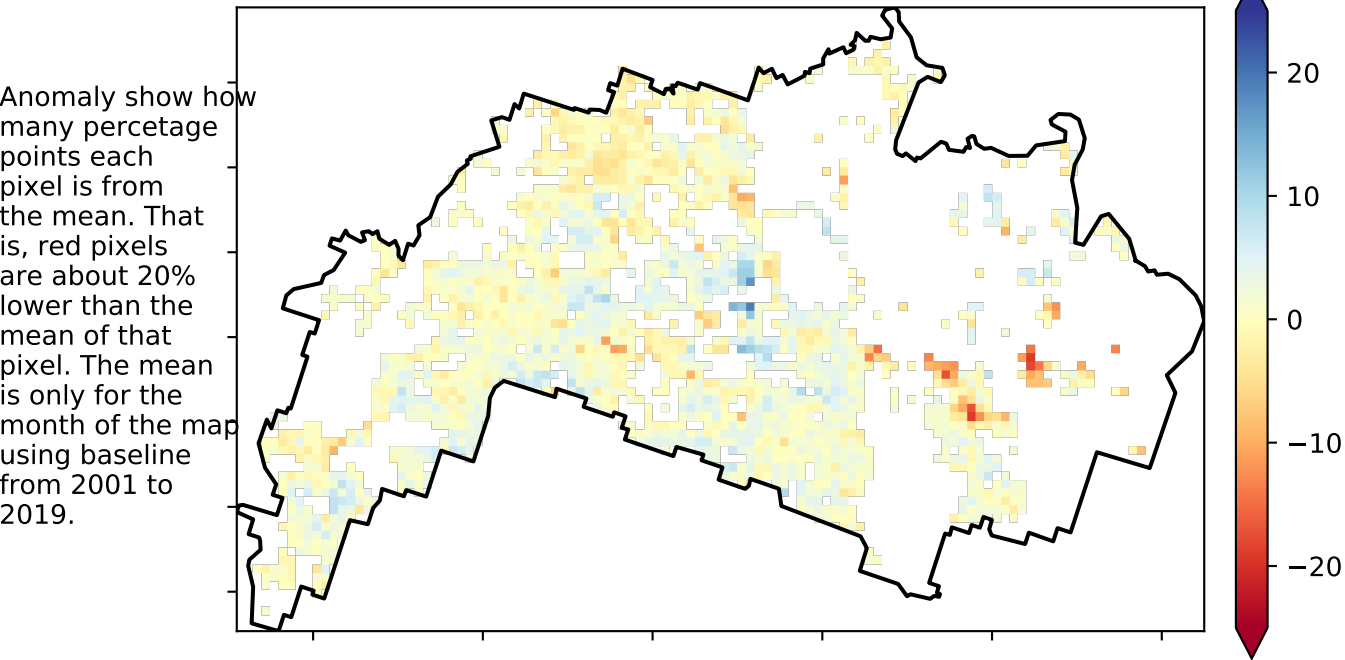 Anomaly show how
many percetage
points each
pixel is from
the mean. That
is, red pixels
are about 20%
lower than the
mean of that
pixel. The mean
is only for the
month of the map
using baseline
from 2001 to
2019.
20
10
0
−10
−20